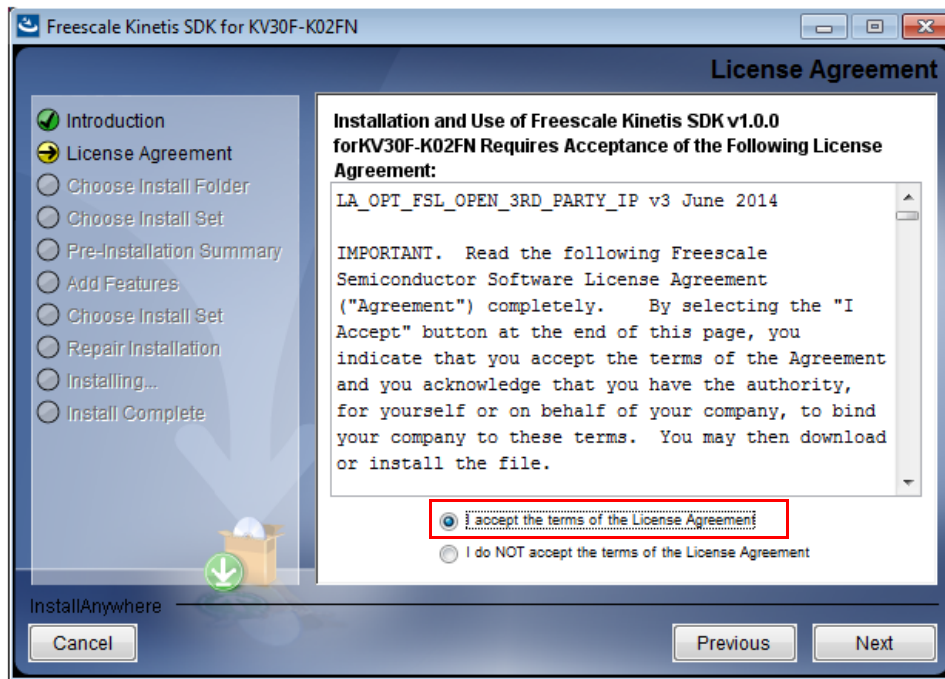 Freescale Kinetis SDK for KV30F-K02FN
License Agreement
Introduction
License Agreement
Choose Install Folder
Choose Install Set
Pre-Installation Summary
Add Features
Choose Install Set
Repair Installation
Installing...
Install Complete
Installation and Use of Freescale Kinetis SDK v1.0.0
forKV30F-K02FN Requires Acceptance of the Following License
Agreement:
LA_OPT_FSL_OPEN_3RD_PARTY_IP v3 June 2014
IMPORTANT.  Read the following Freescale
Semiconductor Software License Agreement
("Agreement") completely.    By selecting the "I
Accept" button at the end of this page, you
indicate that you accept the terms of the Agreement
and you acknowledge that you have the authority,
for yourself or on behalf of your company, to bind
your company to these terms.  You may then download
or install the file.
I accept the terms of the License Agreement
I do NOT accept the terms of the License Agreement
InstallAnywhere
Cancel
Previous
Next